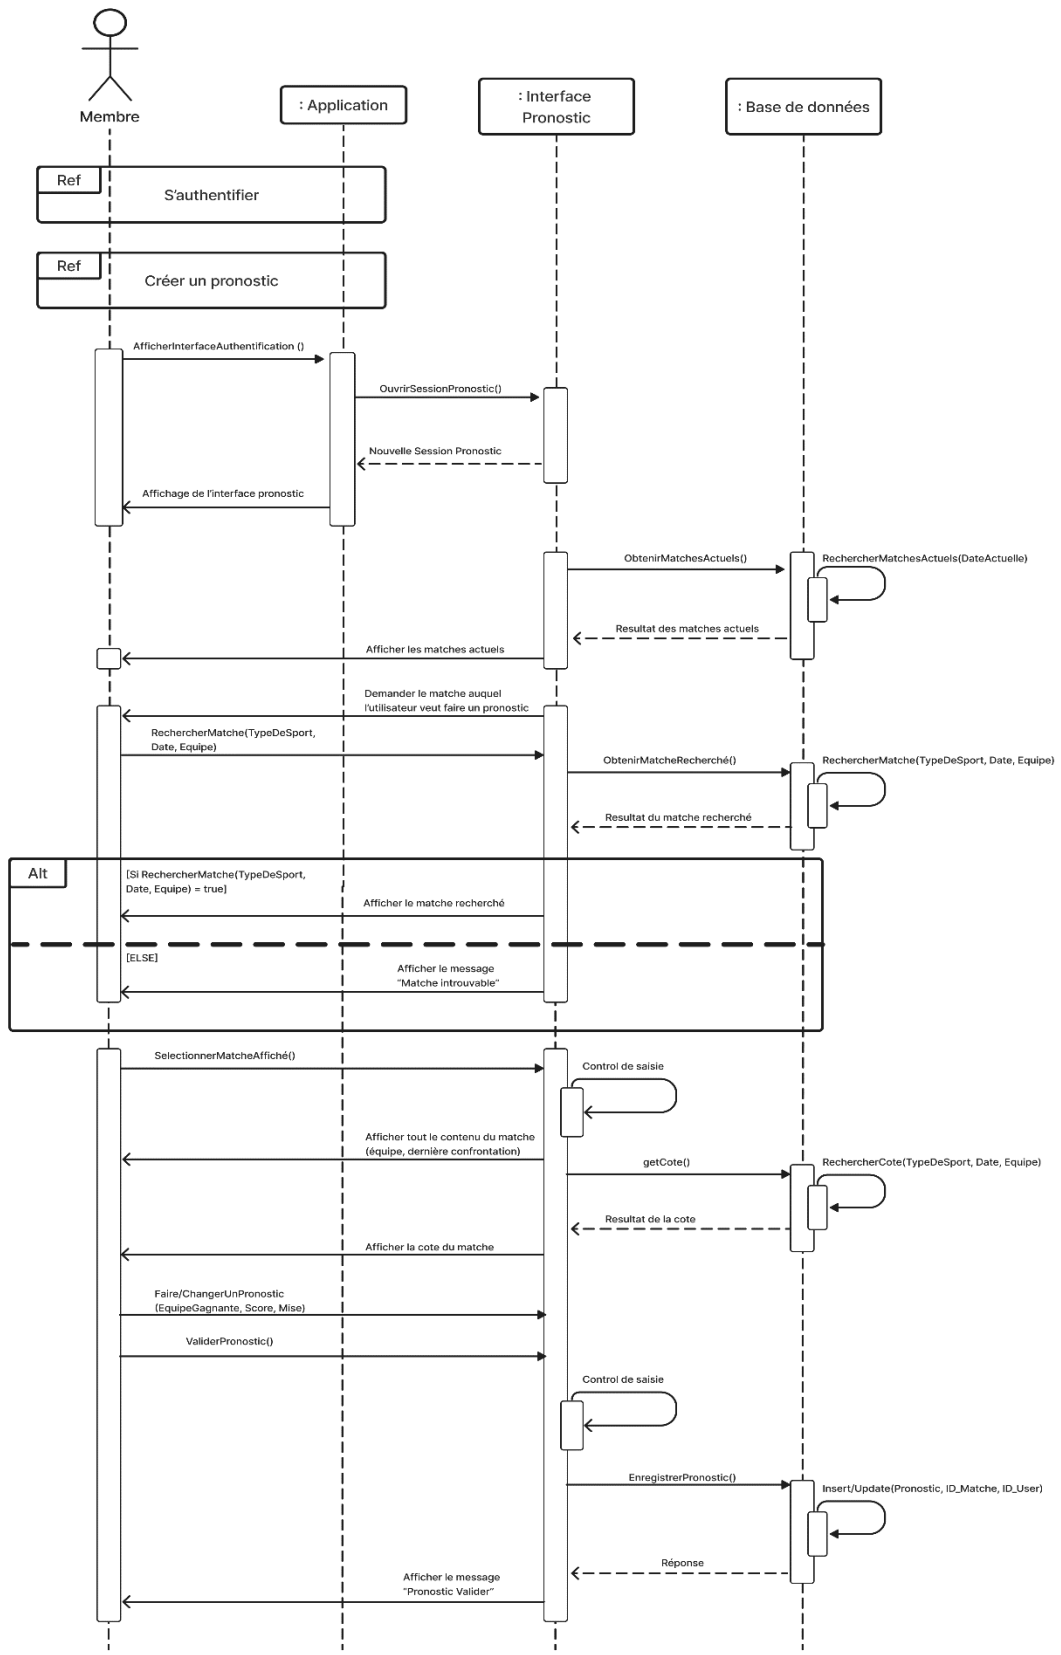 Membre
: Application
: Interface
Pronostic
: Base de données
Ref
S'authentifier
Ref
Créer un pronostic
AfficherInterfaceAuthentification ()
OuvrirSessionPronostic()
Nouvelle Session Pronostic
Affichage de l'interface pronostic
ObtenirMatchesActuels()
RechercherMatchesActuels(DateActuelle)
Resultat des matches actuels
Afficher les matches actuels
Demander le matche auquel
l'utilisateur veut faire un pronostic
RechercherMatche(TypeDeSport,
Date, Equipe)
ObtenirMatcheRecherché()
RechercherMatche(TypeDeSport, Date, Equipe)
Resultat du matche recherché
Alt
[Si RechercherMatche(TypeDeSport,
Date, Equipe) = true]
Afficher le matche recherché
[ELSE]
Afficher le message
"Matche introuvable"
SelectionnerMatcheAffiché()
Control de saisie
Afficher tout le contenu du matche
(équipe, dernière confrontation)
getCote()
RechercherCote(TypeDeSport, Date, Equipe)
Resultat de la cote
Afficher la cote du matche
Faire/ChangerUnPronostic
(EquipeGagnante, Score, Mise)
ValiderPronostic()
Control de saisie
EnregistrerPronostic()
Insert/Update(Pronostic, ID_Matche, ID_User)
Réponse
Afficher le message
"Pronostic Valider"